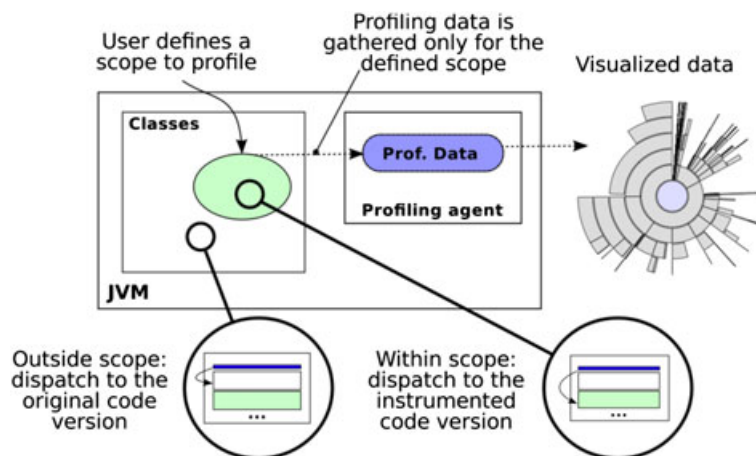 User defines a
scope to profile
Profiling data is
gathered only for the
defined scope
Visualized data
Classes
Prof. Data
Profiling agent
JVM
Outside scope:
dispatch to the
original code
version
...
Within scope:
dispatch to the
instrumented
code version
...